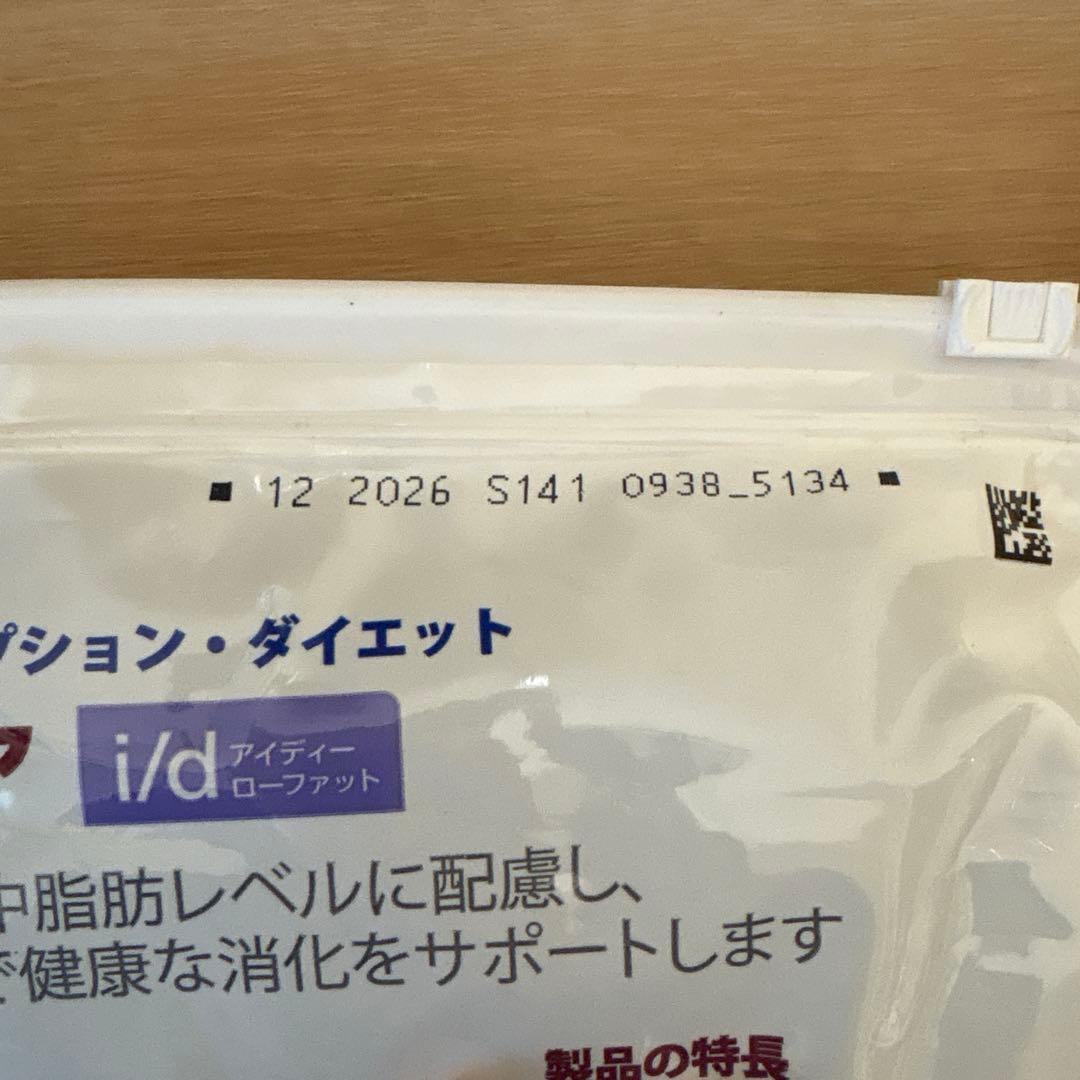 ■ 12 2026 S141 0938_5134 ■
プション・ダイエット
i/d アイディー
ローファット
中脂肪レベルに配慮し、
で健康な消化をサポートします
製品の特長